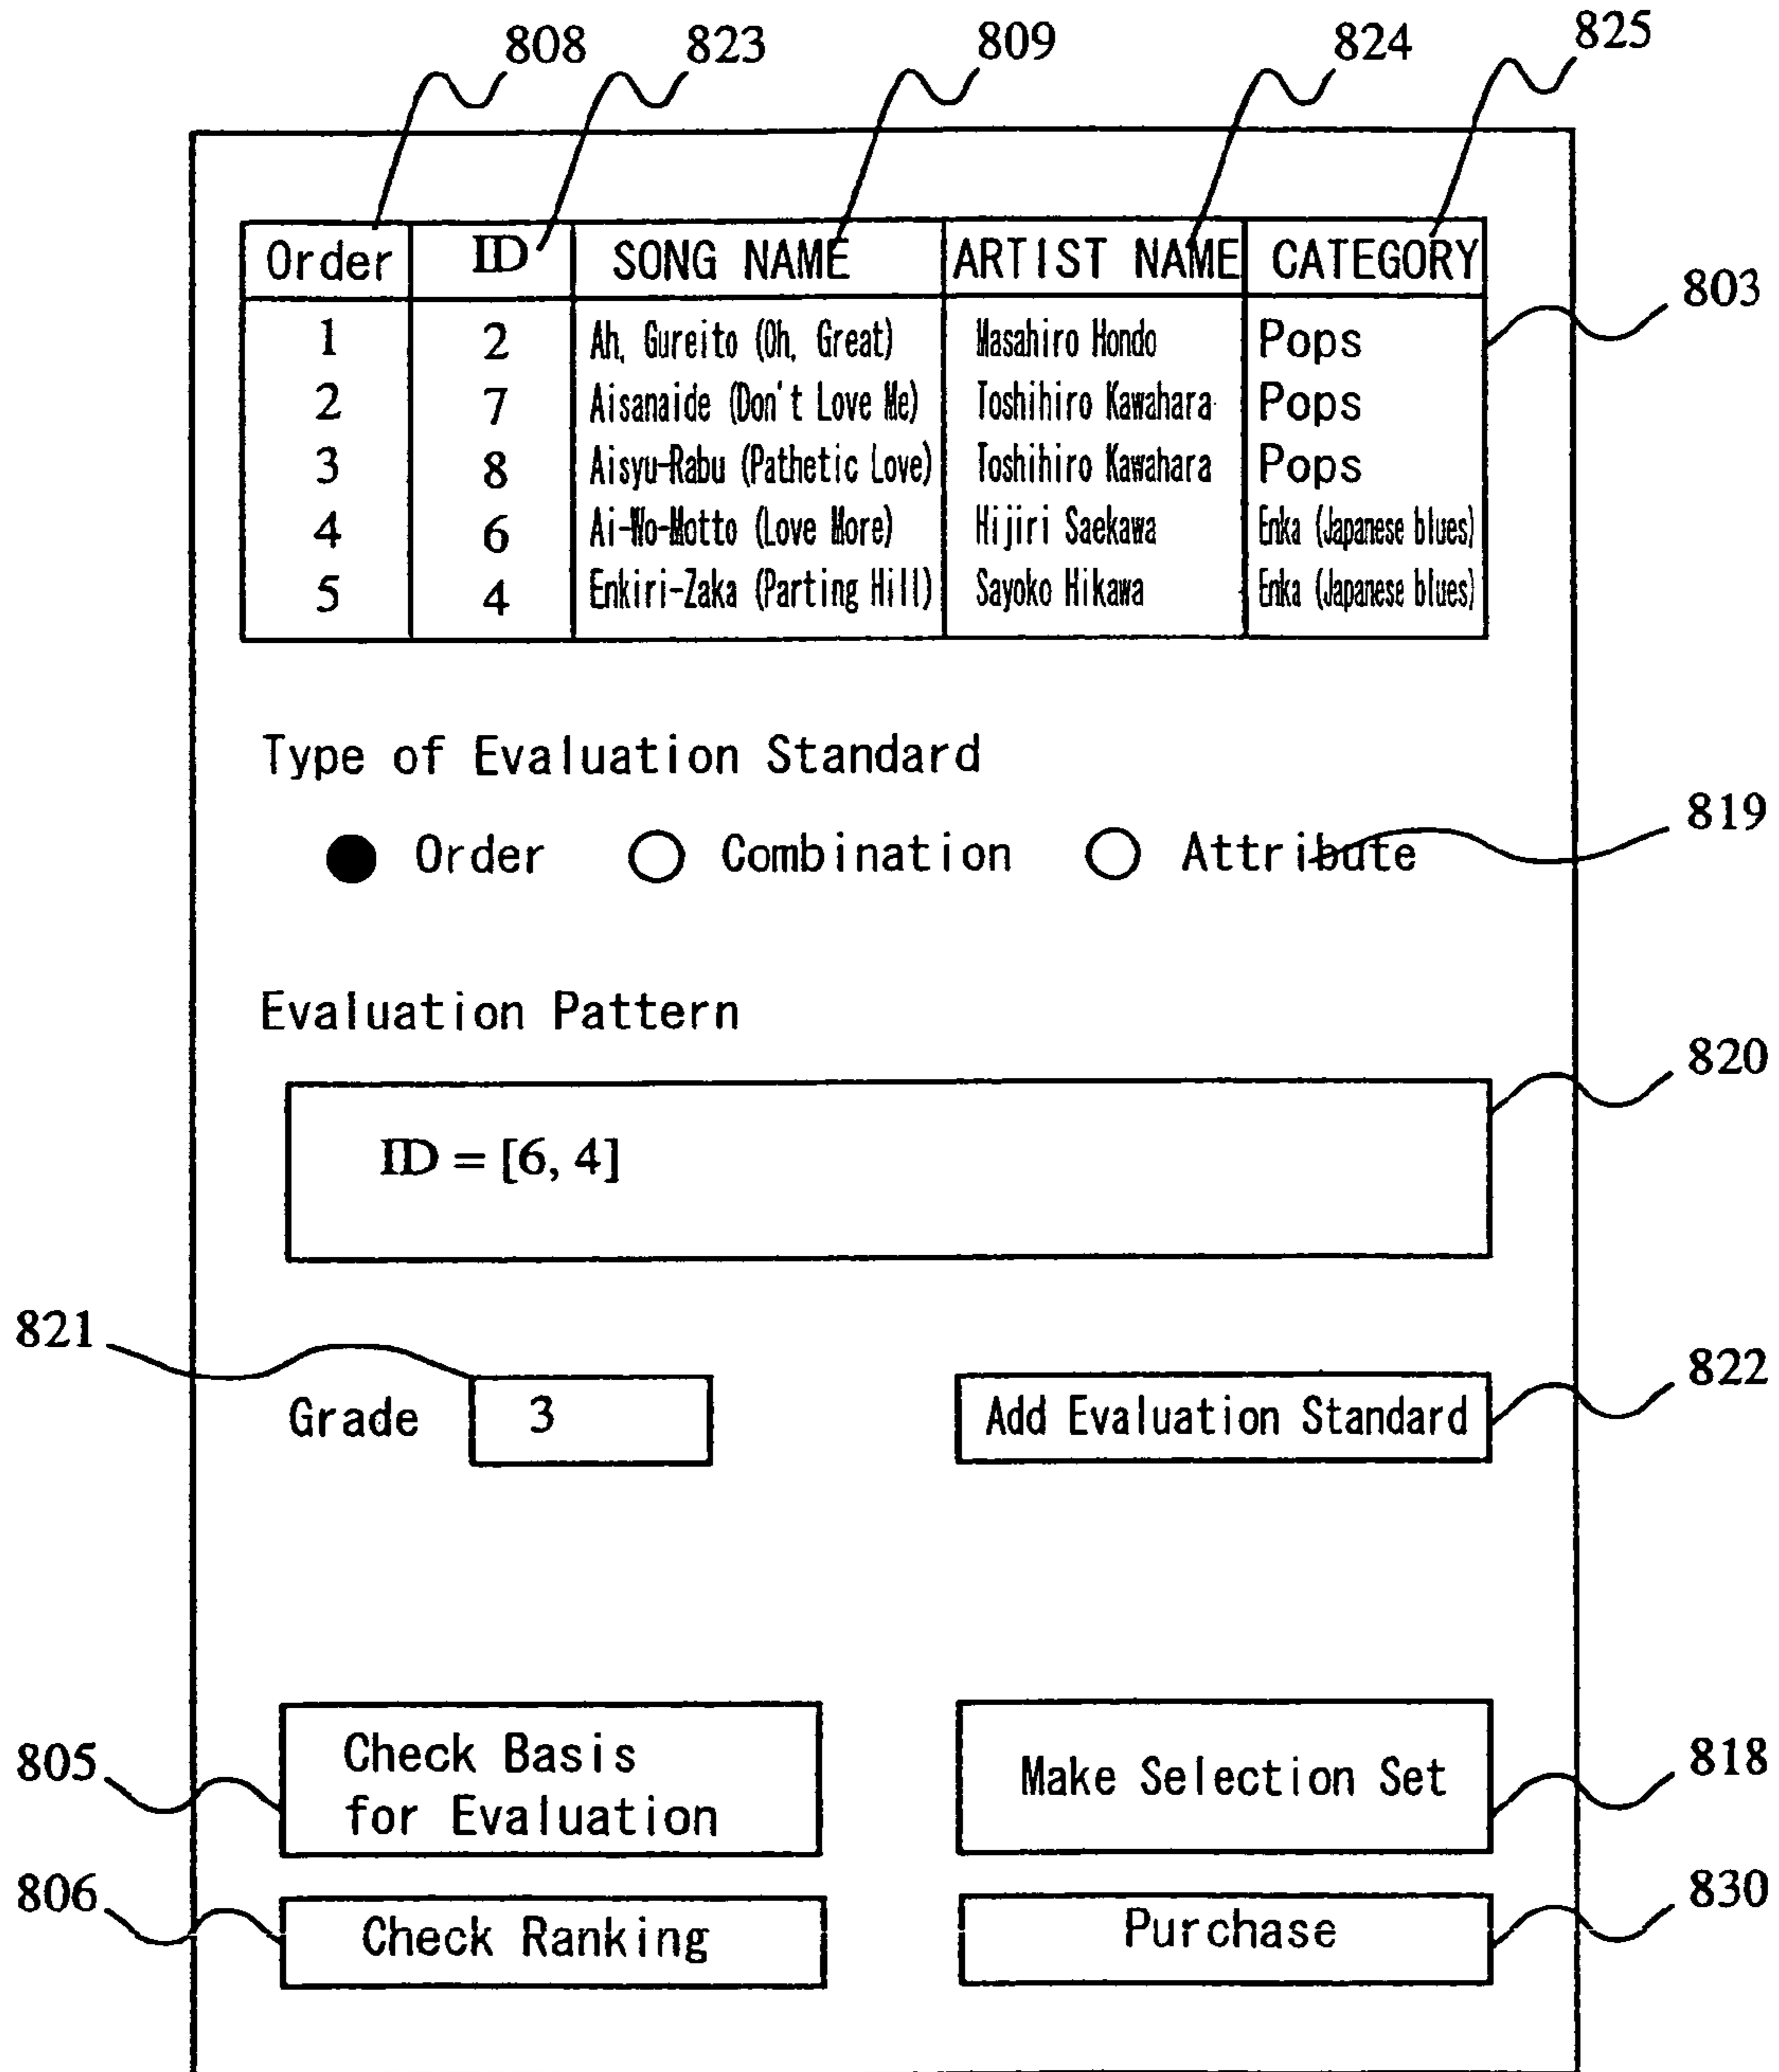 808 823 809 824 825
Order ID SONG NAME ARTIST NAME CATEGORY
803
1 2 Ah, Gureito (Oh, Great) Masahiro Hondo Pops
2 7 Aisanaide (Don't Love Me) Toshihiro Kawahara Pops
3 8 Aisyu-Rabu (Pathetic Love) Toshihiro Kawahara Pops
4 6 Ai-Wo-Motto (Love More) Hijiri Saekawa Enka (Japanese blues)
5 4 Enkiri-Zaka (Parting Hill) Sayoko Hikawa Enka (Japanese blues)
Type of Evaluation Standard
819
Order Combination Attribute
Evaluation Pattern
820
ID = [6, 4]
821
822
Grade 3 Add Evaluation Standard
805 Check Basis
for Evaluation
Make Selection Set 818
806 Check Ranking
Purchase 830